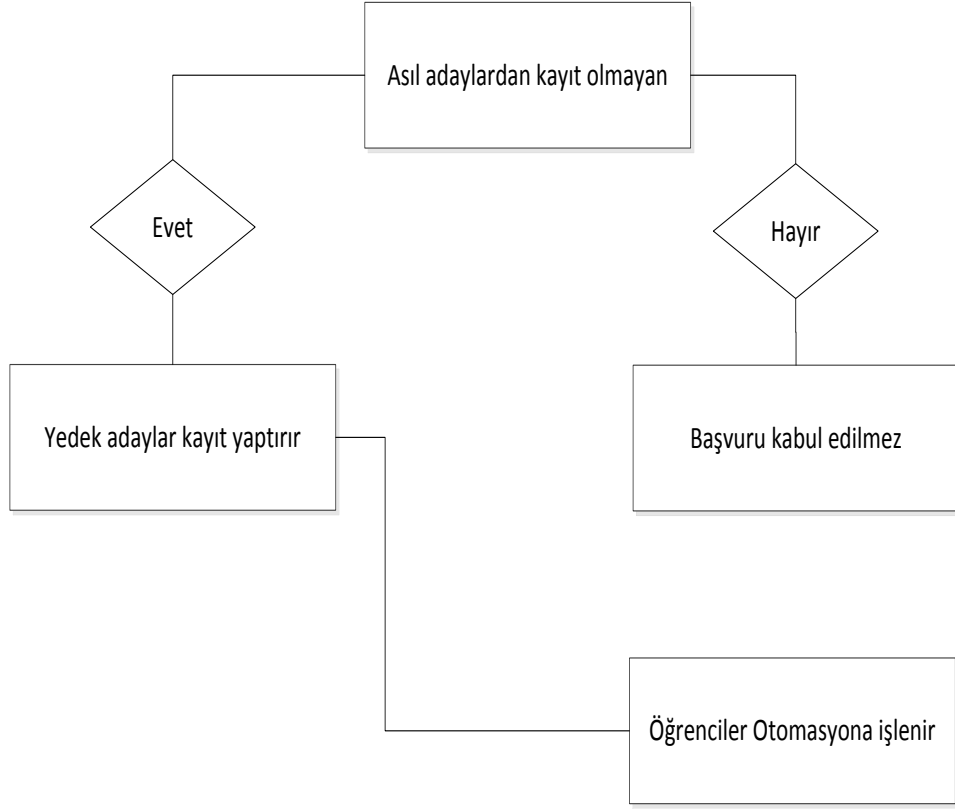 Asıl adaylardan kayıt olmayan
Evet
Hayır
Yedek adaylar kayıt yaptırır
Başvuru kabul edilmez
Öğrenciler Otomasyona işlenir